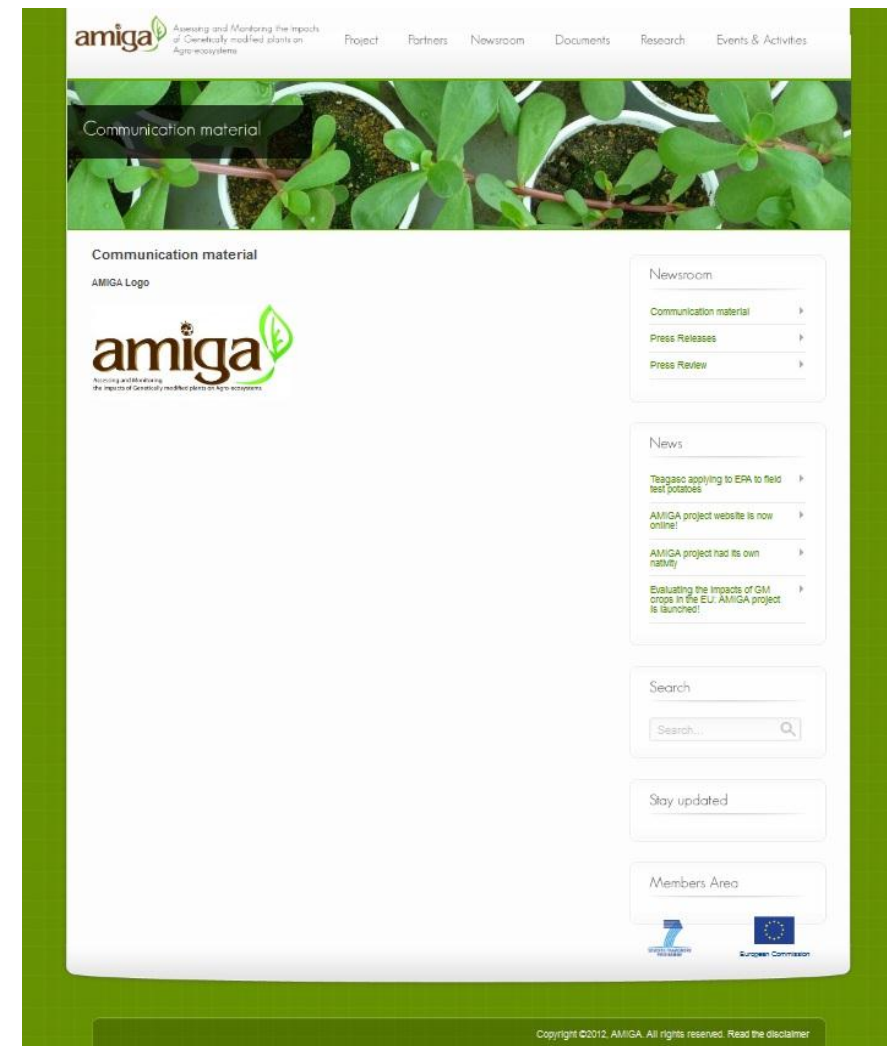 amiga
Assessing and Monitoring the Impacts
of Genetically modified plants on
Agro-ecosystems
Project Partners Newsroom Documents Research Events & Activities
Communication material
Communication material
AMIGA Logo
amiga
Assessing and Monitoring
the impacts of Genetically modified plants on Agro-ecosystems
Newsroom
Communication material
Press Releases
Press Review
News
Teagasc applying to EPA to field
test potatoes
AMIGA project website is now
online!
AMIGA project had its own
nativity
Evaluating the impacts of GM
crops in the EU: AMIGA project
is launched!
Search
Search...
Stay updated
Members Area
7
SEVENTH FRAMEWORK
PROGRAMME
European Commission
Copyright ©2012, AMIGA. All rights reserved. Read the disclaimer